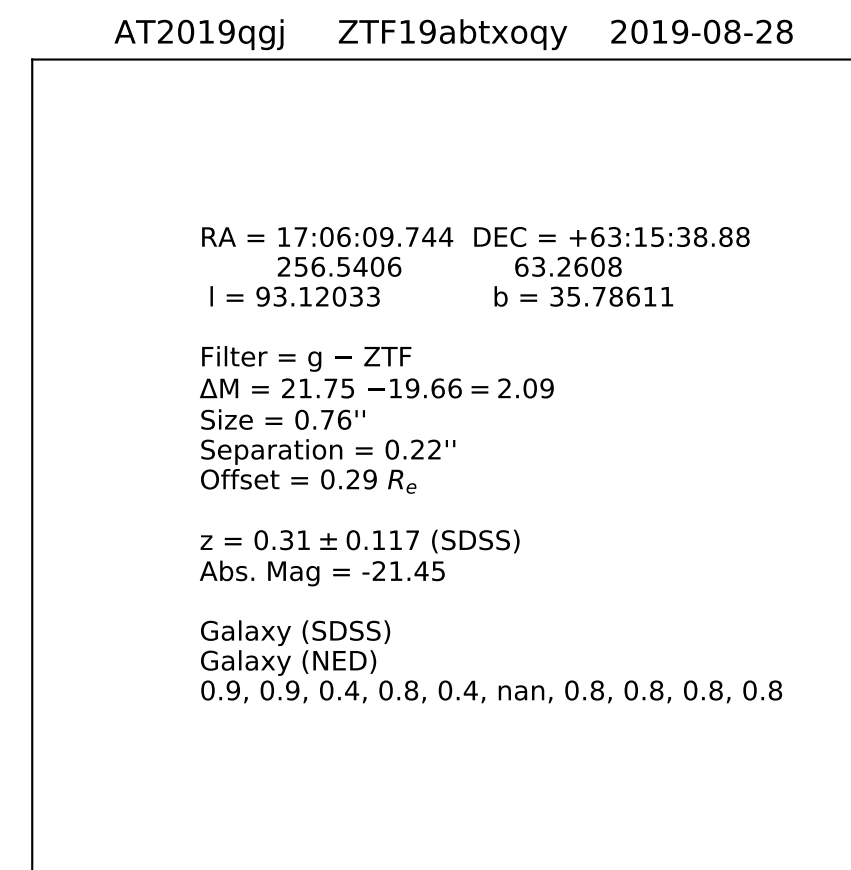 AT2019qgj ZTF19abtxoqy 2019-08-28
RA = 17:06:09.744 DEC = +63:15:38.88
256.5406 63.2608
l = 93.12033 b = 35.78611
Filter = g − ZTF
ΔM = 21.75 −19.66 = 2.09
Size = 0.76''
Separation = 0.22''
Offset = 0.29 Rₑ
z = 0.31 ± 0.117 (SDSS)
Abs. Mag = -21.45
Galaxy (SDSS)
Galaxy (NED)
0.9, 0.9, 0.4, 0.8, 0.4, nan, 0.8, 0.8, 0.8, 0.8